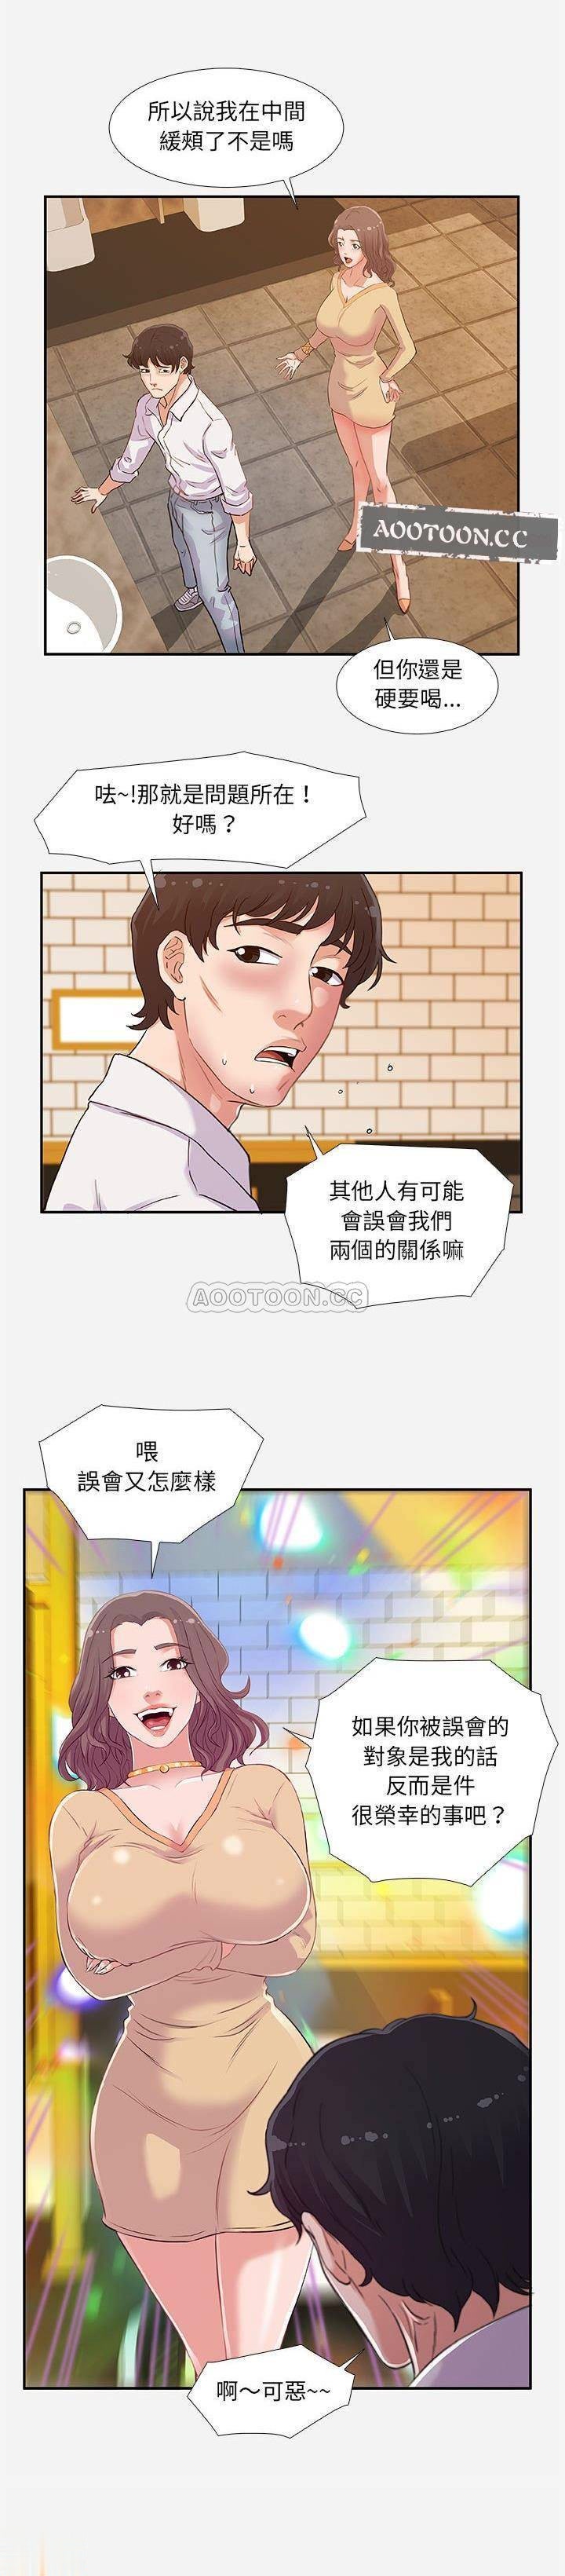 所以說我在中間
緩頰了不是嗎
AOOTOON.CC
但你還是
硬要喝...
呿~!那就是問題所在！
好嗎？
其他人有可能
會誤會我們
兩個的關係嘛
AOOTOON.CC
喂
誤會又怎麼樣
如果你被誤會的
對象是我的話
反而是件
很榮幸的事吧？
啊～可惡~~